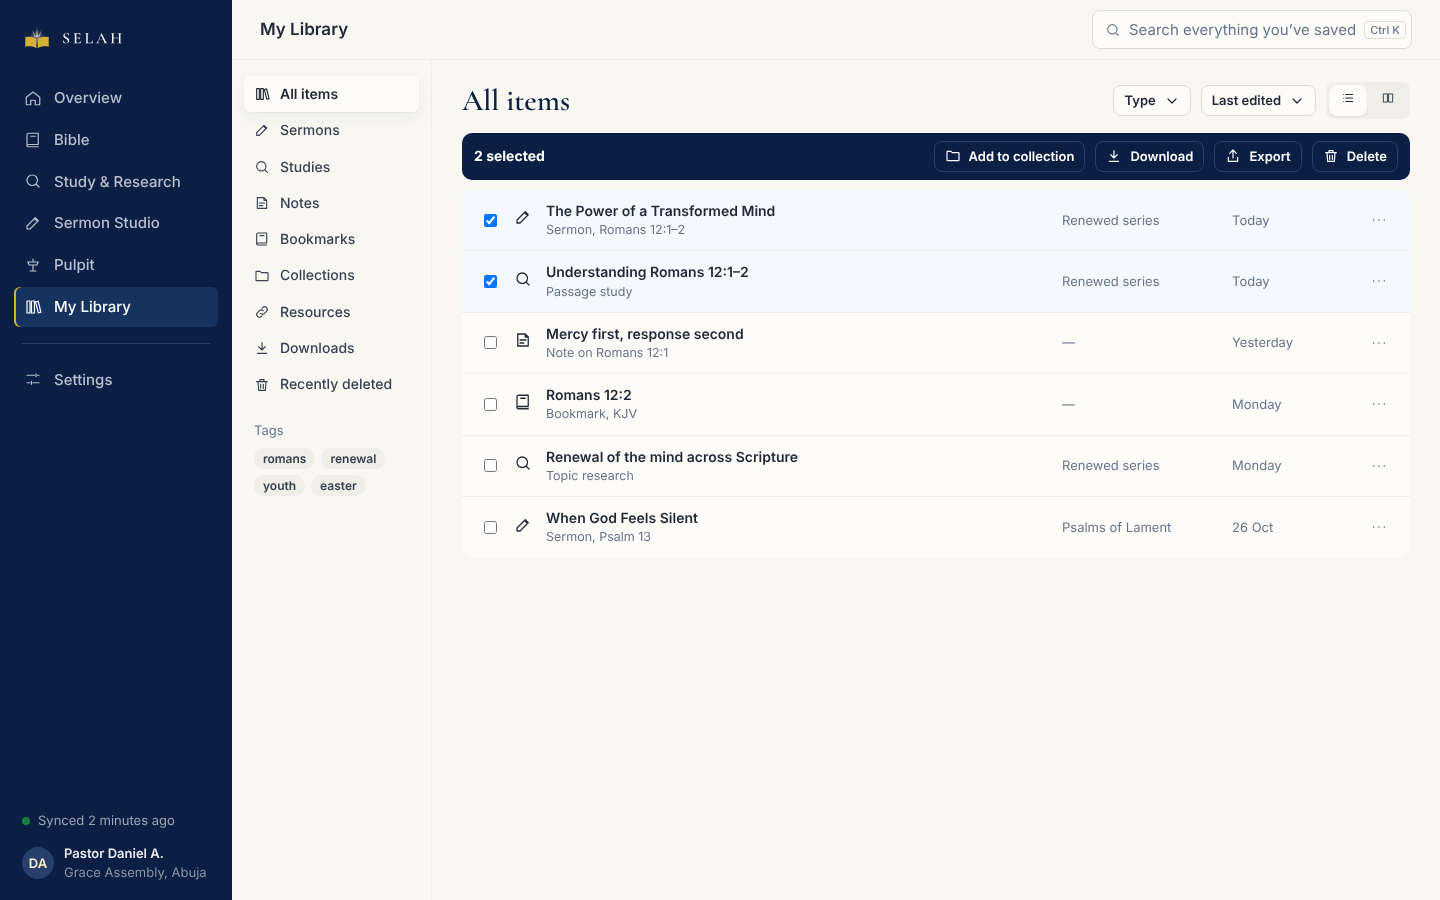 SELAH
Overview
Bible
Study & Research
Sermon Studio
Pulpit
My Library
Settings
Synced 2 minutes ago
DA
Pastor Daniel A.
Grace Assembly, Abuja
My Library
Search everything you’ve saved Ctrl K
All items
Sermons
Studies
Notes
Bookmarks
Collections
Resources
Downloads
Recently deleted
Tags
romans renewal
youth easter
All items
Type Last edited
2 selected Add to collection Download Export Delete
The Power of a Transformed Mind
Sermon, Romans 12:1–2
Renewed series Today ···
Understanding Romans 12:1–2
Passage study
Renewed series Today ···
Mercy first, response second
Note on Romans 12:1
— Yesterday ···
Romans 12:2
Bookmark, KJV
— Monday ···
Renewal of the mind across Scripture
Topic research
Renewed series Monday ···
When God Feels Silent
Sermon, Psalm 13
Psalms of Lament 26 Oct ···